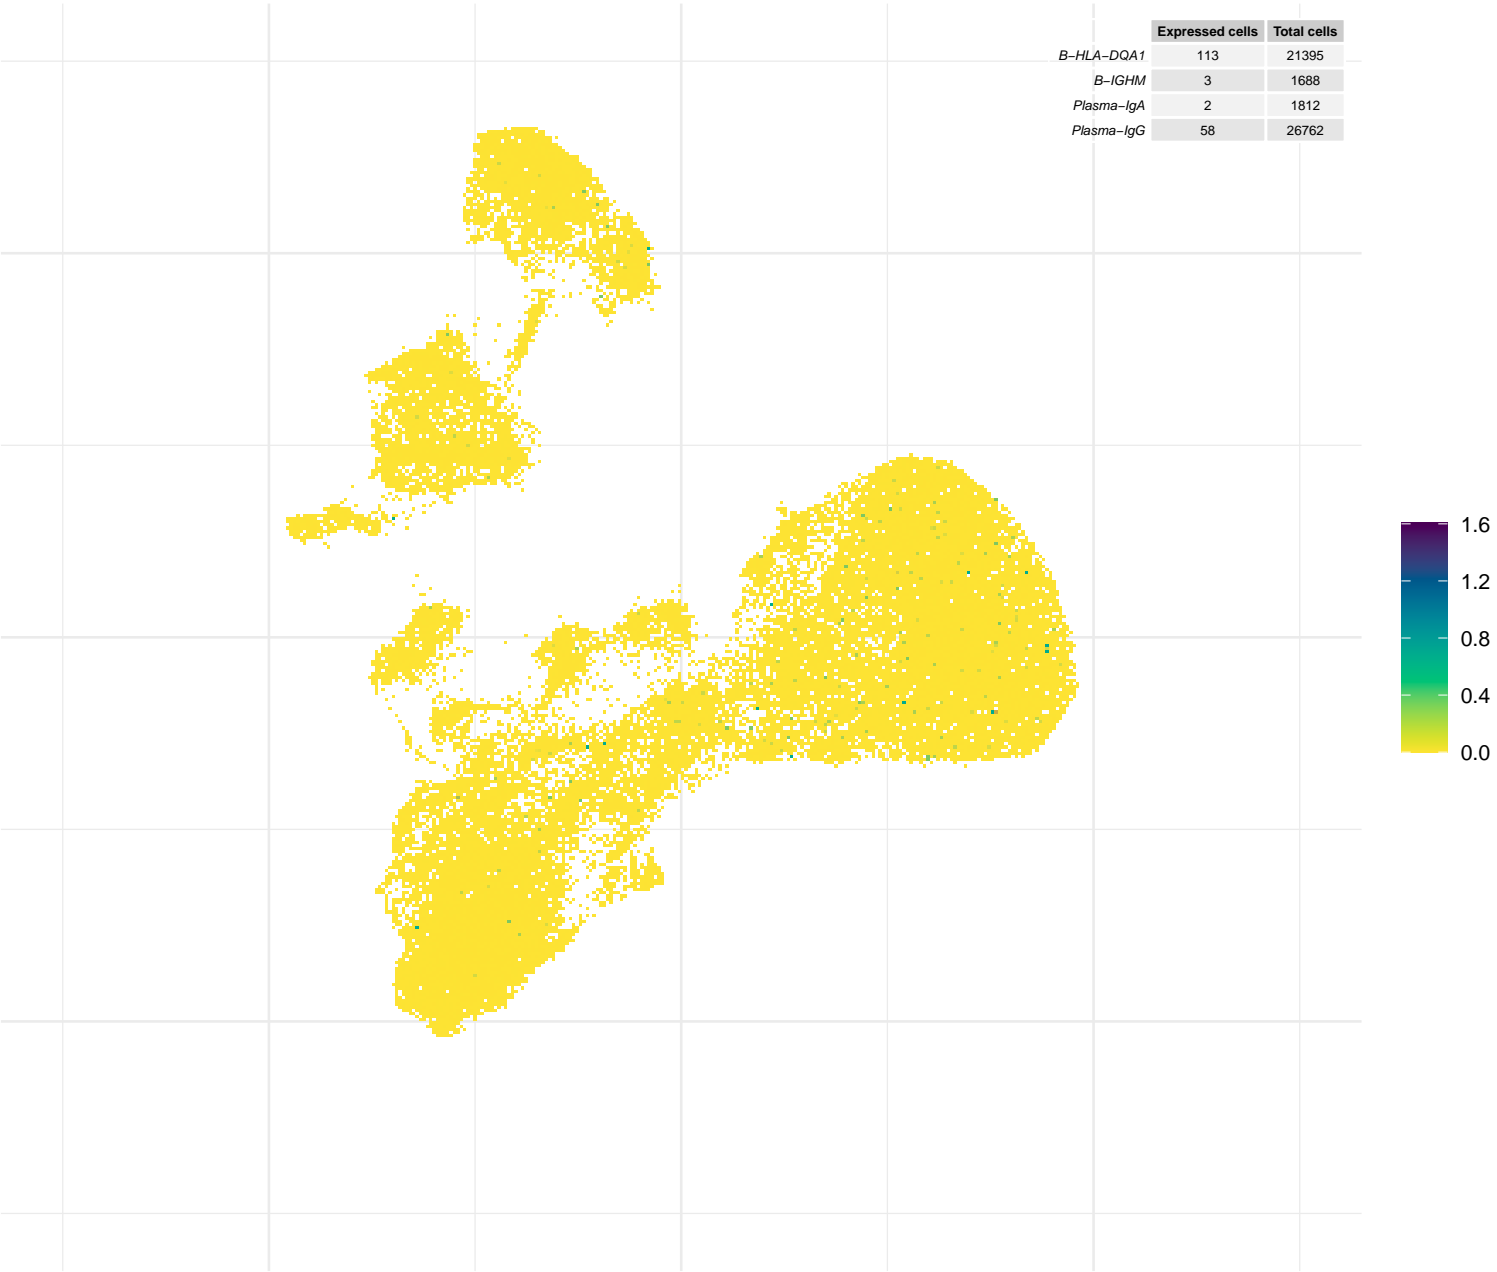 Expressed cells Total cells
B–HLA–DQA1 113 21395
B–IGHM 3 1688
Plasma–IgA 2 1812
Plasma–IgG 58 26762
1.6
1.2
0.8
0.4
0.0